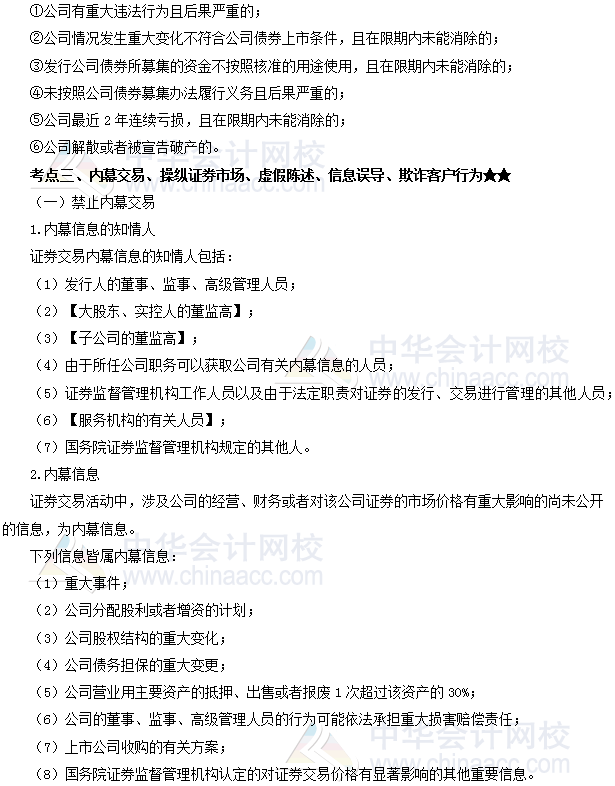 ①公司有重大违法行为且后果严重的；
②公司情况发生重大变化不符合公司债券上市条件，且在限期内未能消除的；
③发行公司债券所募集的资金不按照核准的用途使用，且在限期内未能消除的；
④未按照公司债券募集办法履行义务且后果严重的；
⑤公司最近 2 年连续亏损，且在限期内未能消除的；
⑥公司解散或者被宣告破产的。
中华会计网校
www.chinaacc.com
考点三、内幕交易、操纵证券市场、虚假陈述、信息误导、欺诈客户行为★★
（一）禁止内幕交易
1.内幕信息的知情人
证券交易内幕信息的知情人包括：
（1）发行人的董事、监事、高级管理人员；
（2）【大股东、实控人的董监高】；
（3）【子公司的董监高】；
中华会计网校
（4）由于所任公司职务可以获取公司有关内幕信息的人员；
www.chinaacc.com
（5）证券监督管理机构工作人员以及由于法定职责对证券的发行、交易进行管理的其他人员；
（6）【服务机构的有关人员】；
（7）国务院证券监督管理机构规定的其他人。
2.内幕信息
证券交易活动中，涉及公司的经营、财务或者对该公司证券的市场价格有重大影响的尚未公开
的信息，为内幕信息。
中华会计网校
下列信息皆属内幕信息：
www.chinaacc.com
（1）重大事件；
（2）公司分配股利或者增资的计划；
（3）公司股权结构的重大变化；
（4）公司债务担保的重大变更；
（5）公司营业用主要资产的抵押、出售或者报废 1 次超过该资产的 30%；
（6）公司的董事、监事、高级管理人员的行为可能依法承担重大损害赔偿责任；
中华会计网校
（7）上市公司收购的有关方案；
www.chinaacc.com
（8）国务院证券监督管理机构认定的对证券交易价格有显著影响的其他重要信息。